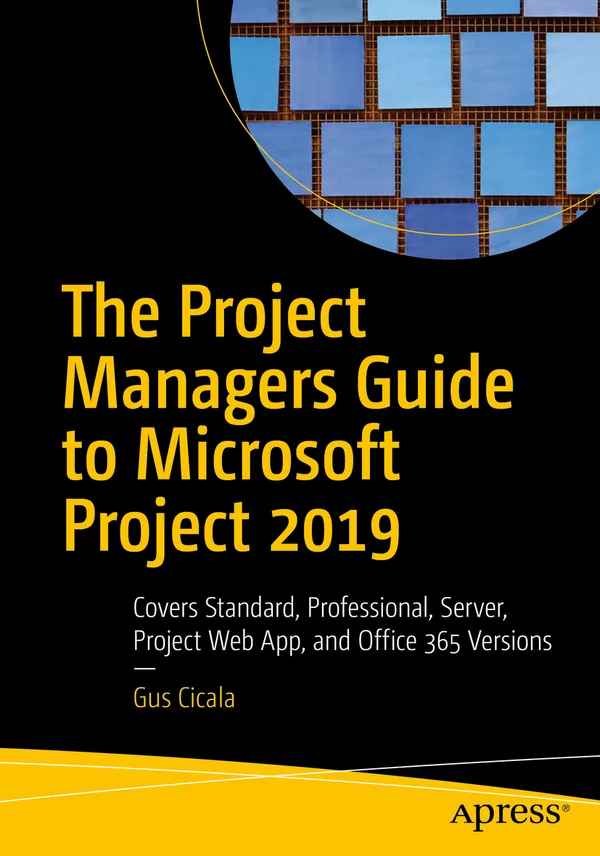 The Project
Managers Guide
to Microsoft
Project 2019
Covers Standard, Professional, Server,
Project Web App, and Office 365 Versions
—
Gus Cicala
Apress®